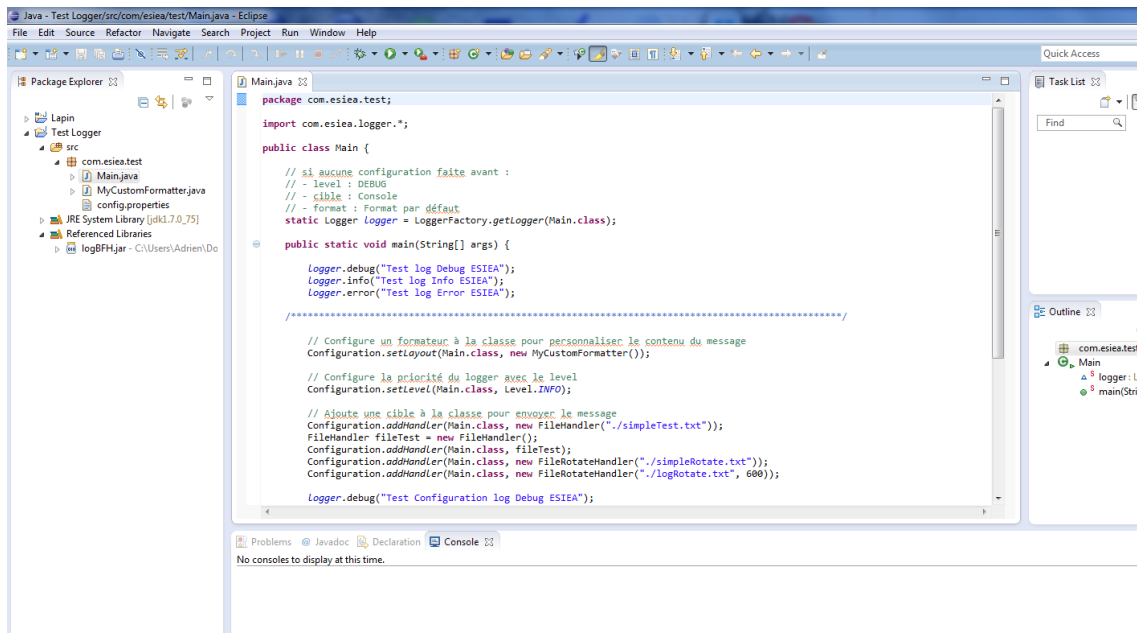 Java - Test Logger/src/com/esiea/test/Main.java - Eclipse
File Edit Source Refactor Navigate Search Project Run Window Help
Quick Access
Package Explorer
Lapin
Test Logger
src
com.esiea.test
Main.java
MyCustomFormatter.java
config.properties
JRE System Library [jdk1.7.0_75]
Referenced Libraries
logBFH.jar - C:\Users\Adrien\Do
Main.java
package com.esiea.test;
import com.esiea.logger.*;
public class Main {
// si aucune configuration faite avant :
// - level : DEBUG
// - cible : Console
// - format : Format par défaut
static Logger logger = LoggerFactory.getLogger(Main.class);
public static void main(String[] args) {
logger.debug("Test log Debug ESIEA");
logger.info("Test log Info ESIEA");
logger.error("Test log Error ESIEA");
// Configure un formateur à la classe pour personnaliser le contenu du message
Configuration.setLayout(Main.class, new MyCustomFormatter());
// Configure la priorité du logger avec le level
Configuration.setLevel(Main.class, Level.INFO);
// Ajoute une cible à la classe pour envoyer le message
Configuration.addHandler(Main.class, new FileHandler("./simpleTest.txt"));
FileHandler fileTest = new FileHandler();
Configuration.addHandler(Main.class, fileTest);
Configuration.addHandler(Main.class, new FileRotateHandler("./simpleRotate.txt"));
Configuration.addHandler(Main.class, new FileRotateHandler("./logRotate.txt", 600));
logger.debug("Test Configuration log Debug ESIEA");
Task List
Find
Outline
com.esiea.test
Main
logger : L
main(Stri
Problems @ Javadoc Declaration Console
No consoles to display at this time.